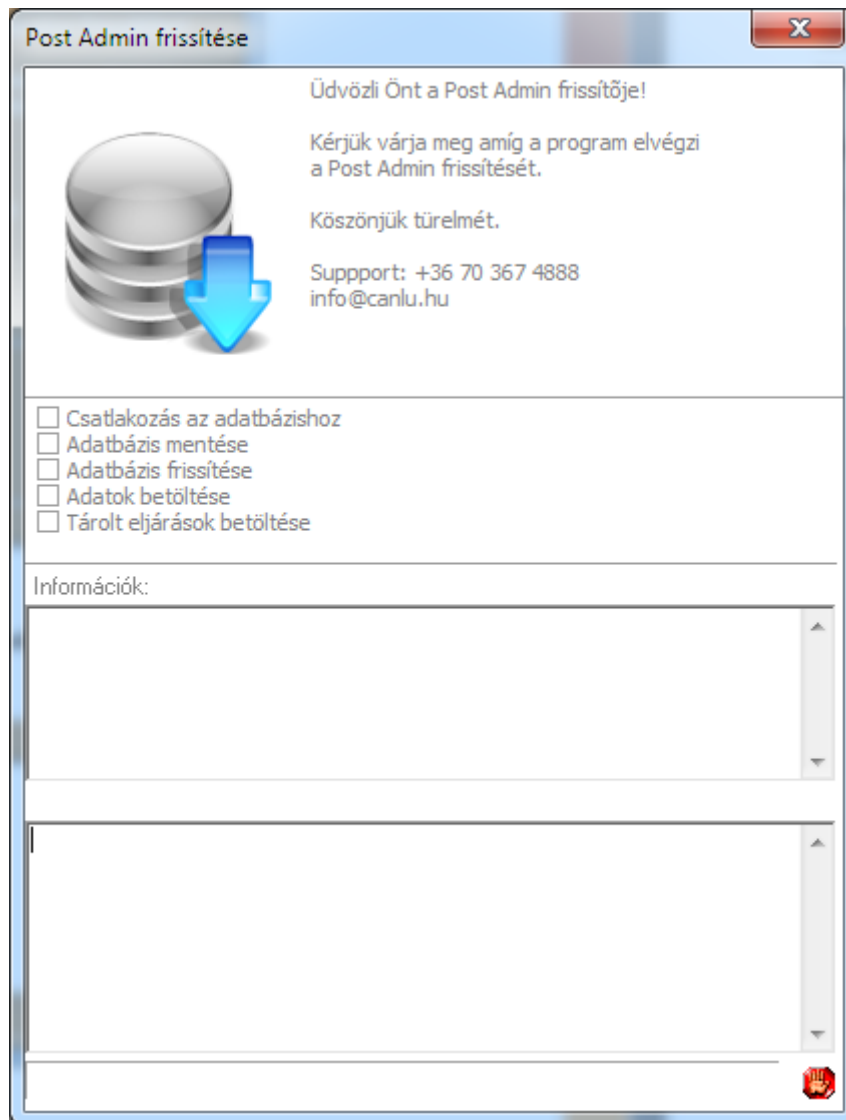 Post Admin frissítése
Üdvözli Önt a Post Admin frissítõje!
Kérjük várja meg amíg a program elvégzi
a Post Admin frissítését.
Köszönjük türelmét.
Suppport: +36 70 367 4888
info@canlu.hu
Csatlakozás az adatbázishoz
Adatbázis mentése
Adatbázis frissítése
Adatok betöltése
Tárolt eljárások betöltése
Információk: